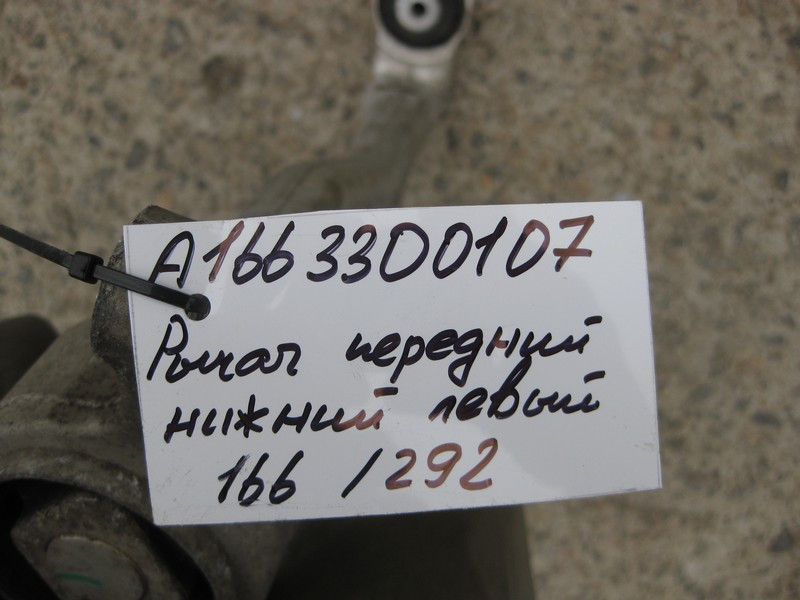 A1663300107
Рычаг передний
нижний левый
166 / 292